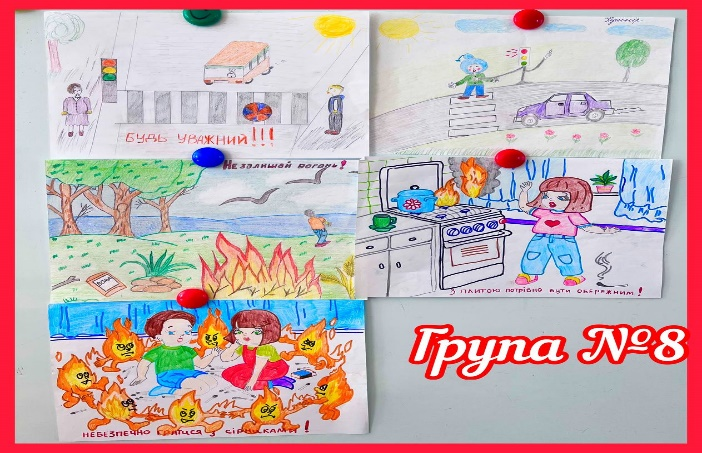 БУДЬ УВАЖНИЙ!!!
Не залишай вогонь!
З ПЛИТОЮ ПОТРІБНО БУТИ ОБЕРЕЖНИМ!
Група №8
НЕБЕЗПЕЧНО ГРАТИСЯ З СІРНИКАМИ!